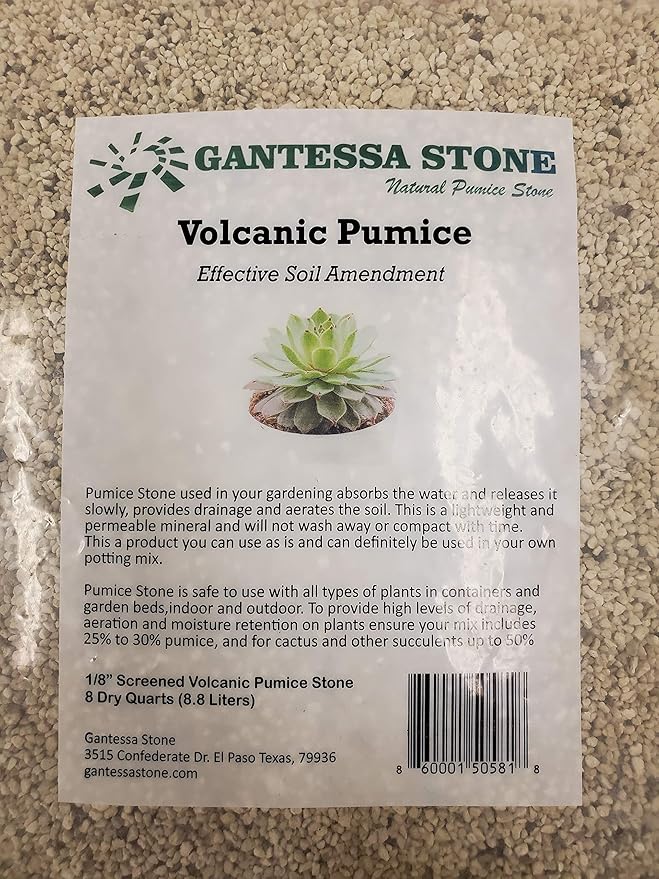 GANTESSA STONE
Natural Pumice Stone
Volcanic Pumice
Effective Soil Amendment
Pumice Stone used in your gardening absorbs the water and releases it
slowly, provides drainage and aerates the soil. This is a lightweight and
permeable mineral and will not wash away or compact with time.
This a product you can use as is and can definitely be used in your own
potting mix.
Pumice Stone is safe to use with all types of plants in containers and
garden beds,indoor and outdoor. To provide high levels of drainage,
aeration and moisture retention on plants ensure your mix includes
25% to 30% pumice, and for cactus and other succulents up to 50%
1/8” Screened Volcanic Pumice Stone
8 Dry Quarts (8.8 Liters)
Gantessa Stone
3515 Confederate Dr. El Paso Texas, 79936
gantessastone.com
8 60001 50581 8